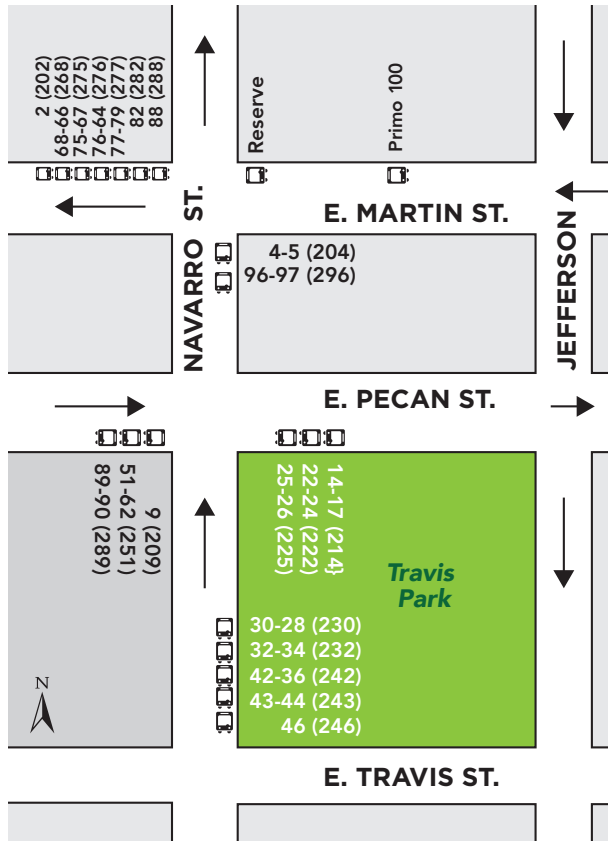 2 (202)
68-66 (268)
75-67 (275)
76-64 (276)
77-79 (277)
82 (282)
88 (288)
Reserve
Primo 100
NAVARRO ST.
E. MARTIN ST.
JEFFERSON
4-5 (204)
96-97 (296)
E. PECAN ST.
9 (209)
51-62 (251)
89-90 (289)
14-17 (214}
22-24 (222)
25-26 (225)
Travis
Park
30-28 (230)
32-34 (232)
42-36 (242)
43-44 (243)
46 (246)
N
E. TRAVIS ST.